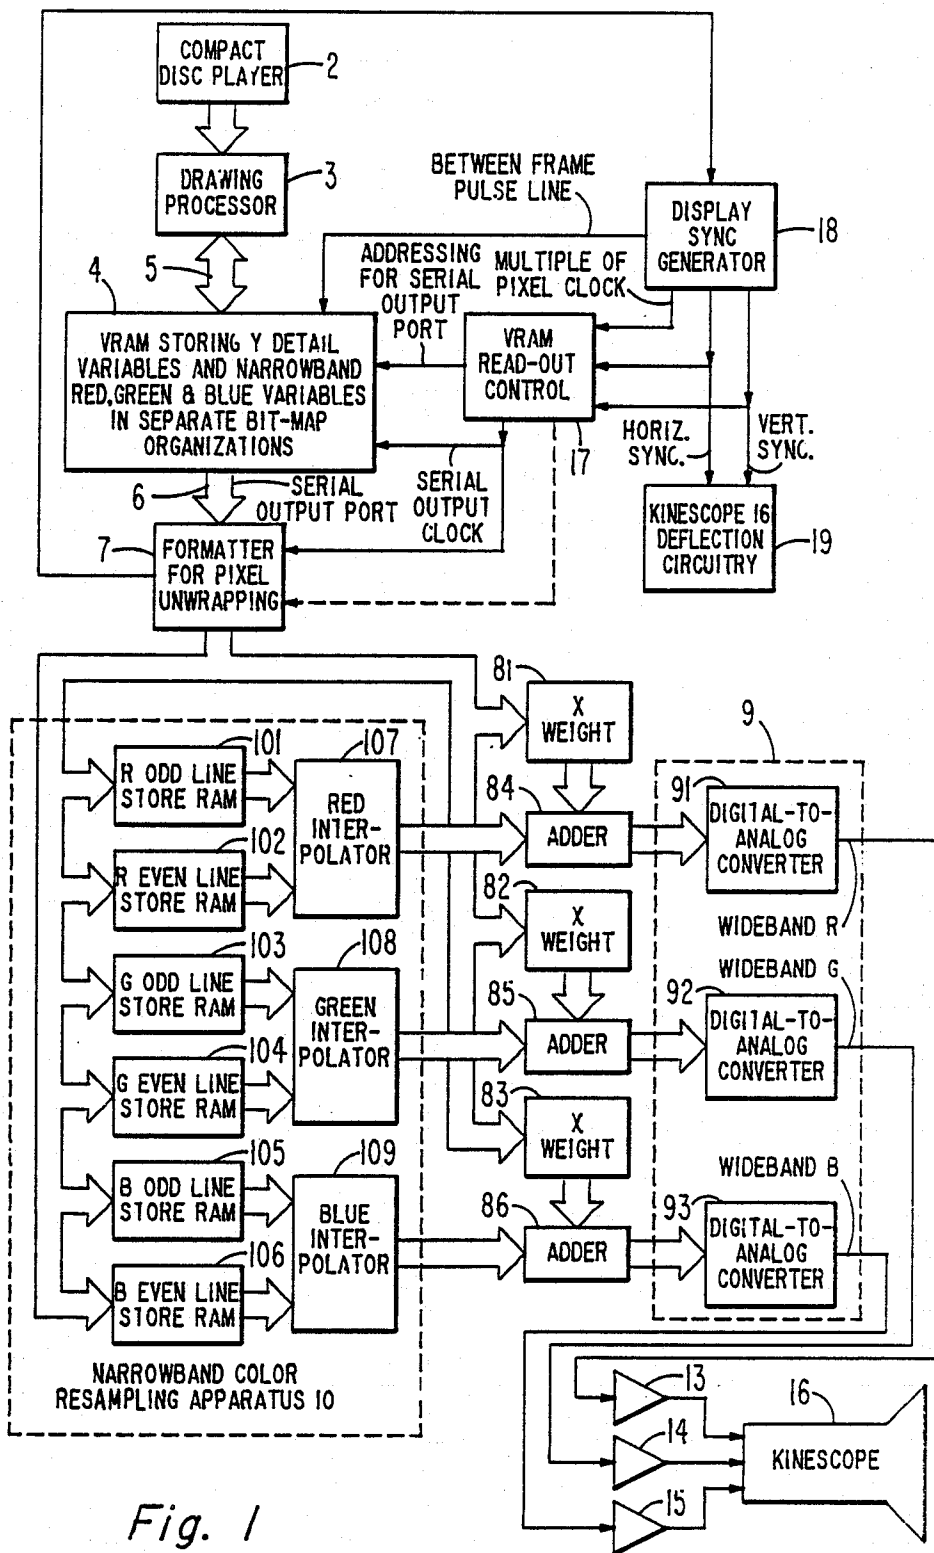 COMPACT
DISC PLAYER
2
DRAWING
PROCESSOR
3
BETWEEN FRAME
PULSE LINE
DISPLAY
SYNC
GENERATOR
18
4
5
ADDRESSING
FOR SERIAL
OUTPUT
PORT
MULTIPLE OF
PIXEL CLOCK
VRAM STORING Y DETAIL
VARIABLES AND NARROWBAND
RED, GREEN & BLUE VARIABLES
IN SEPARATE BIT-MAP
ORGANIZATIONS
VRAM
READ-OUT
CONTROL
17
HORIZ.
SYNC.
VERT.
SYNC.
6
SERIAL
OUTPUT PORT
SERIAL
OUTPUT
CLOCK
KINESCOPE 16
DEFLECTION
CIRCUITRY
19
7
FORMATTER
FOR PIXEL
UNWRAPPING
81
X
WEIGHT
9
101
R ODD LINE
STORE RAM
107
RED
INTER-
POLATOR
84
ADDER
91
DIGITAL-TO-
ANALOG
CONVERTER
102
R EVEN LINE
STORE RAM
82
X
WEIGHT
WIDEBAND R
103
G ODD LINE
STORE RAM
108
GREEN
INTER-
POLATOR
85
ADDER
WIDEBAND G
92
DIGITAL-TO-
ANALOG
CONVERTER
104
G EVEN LINE
STORE RAM
83
X
WEIGHT
105
B ODD LINE
STORE RAM
109
BLUE
INTER-
POLATOR
86
ADDER
WIDEBAND B
93
DIGITAL-TO-
ANALOG
CONVERTER
106
B EVEN LINE
STORE RAM
NARROWBAND COLOR
RESAMPLING APPARATUS 10
13
14
15
16
KINESCOPE
Fig. 1